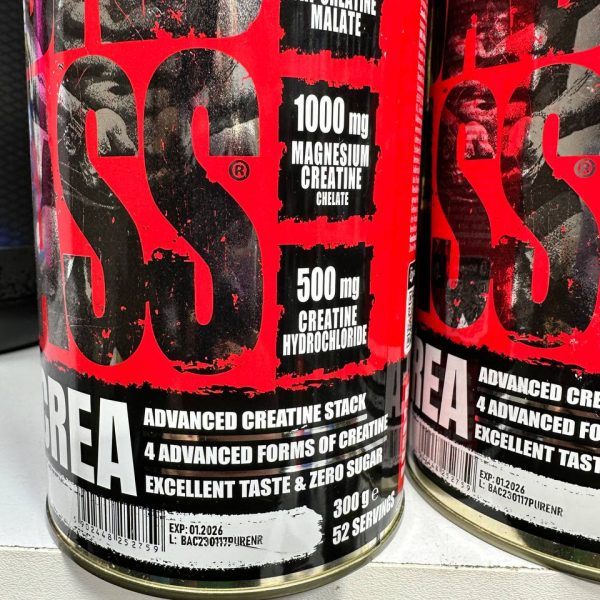 MALATE
1000 mg
MAGNESIUM
CREATINE
CHELATE
500 mg
CREATINE
HYDROCHLORIDE
CREA
ADVANCED CREATINE STACK
4 ADVANCED FORMS OF CREATINE
EXCELLENT TASTE & ZERO SUGAR
300 g e
52 SERVINGS
EXP: 01.2026
L: BAC230117PURENR
REA
ADVANCED CRE
4 ADVANCED FO
EXCELLENT TAST
EXP: 01.2026
L: BAC230117PURENR